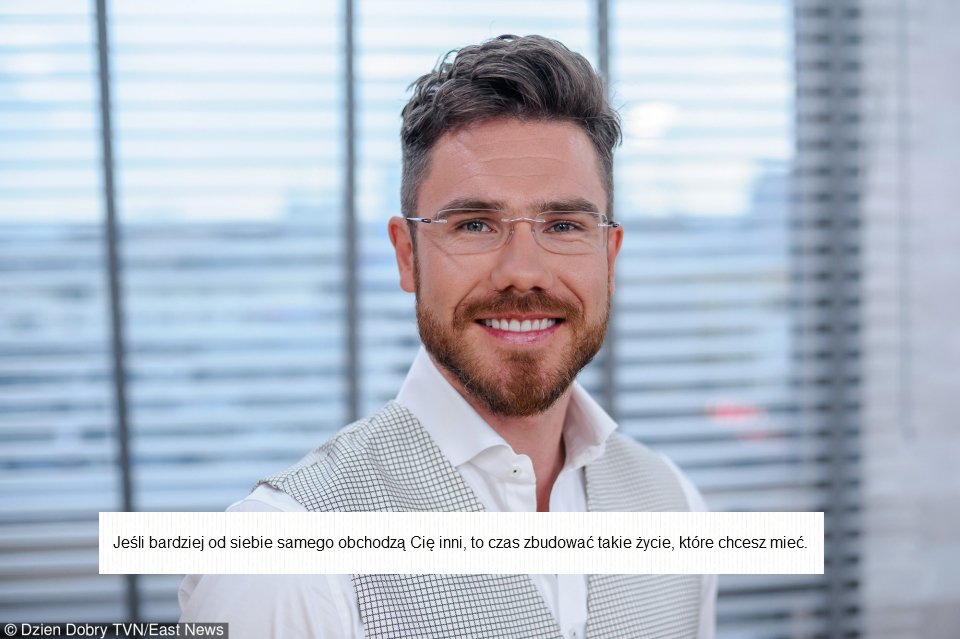 Jeśli bardziej od siebie samego obchodzą Cię inni, to czas zbudować takie życie, które chcesz mieć.
© Dzien Dobry TVN/East News